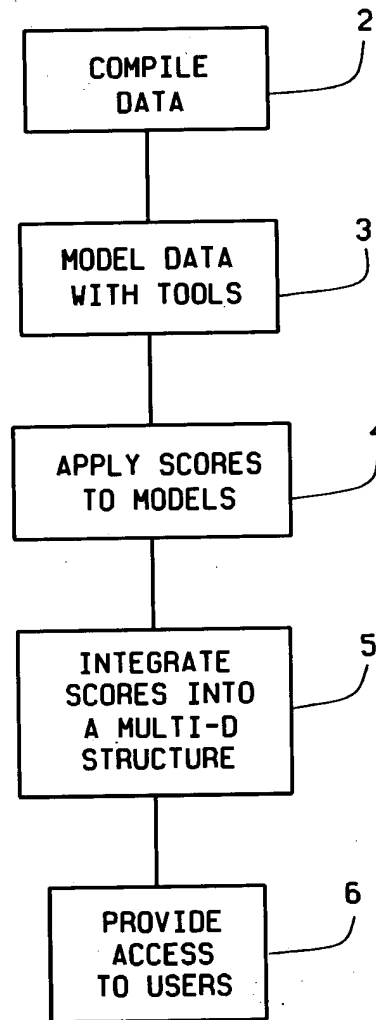 2
COMPILE
DATA
3
MODEL DATA
WITH TOOLS
4
APPLY SCORES
TO MODELS
5
INTEGRATE
SCORES INTO
A MULTI-D
STRUCTURE
6
PROVIDE
ACCESS
TO USERS